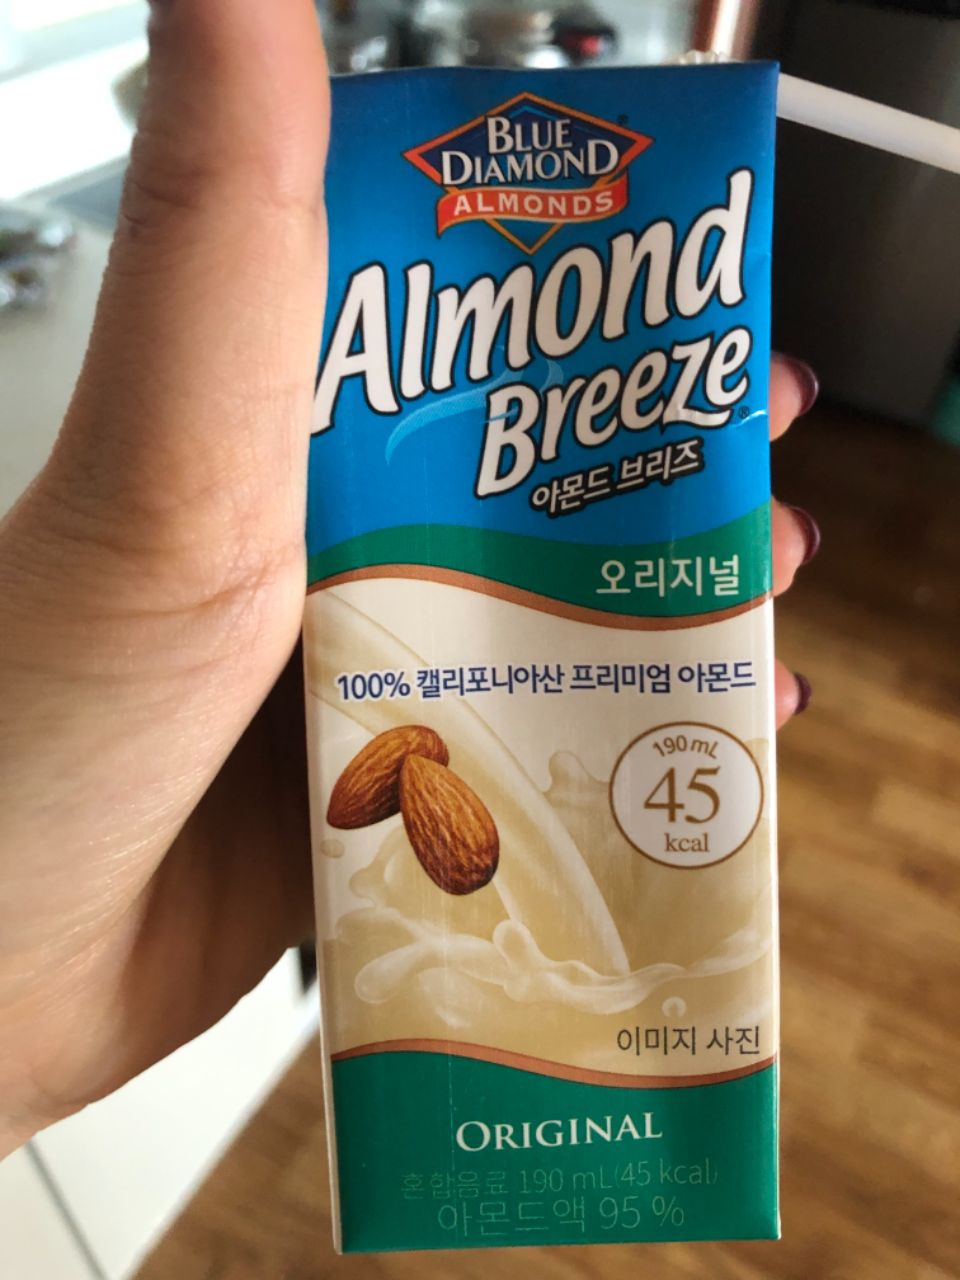 BLUE
DIAMOND
ALMONDS
Almond
Breeze
아몬드 브리즈
오리지널
100% 캘리포니아산 프리미엄 아몬드
190 mL
45
kcal
이미지 사진
ORIGINAL
혼합음료 190 mL(45 kcal)
아몬드액 95 %